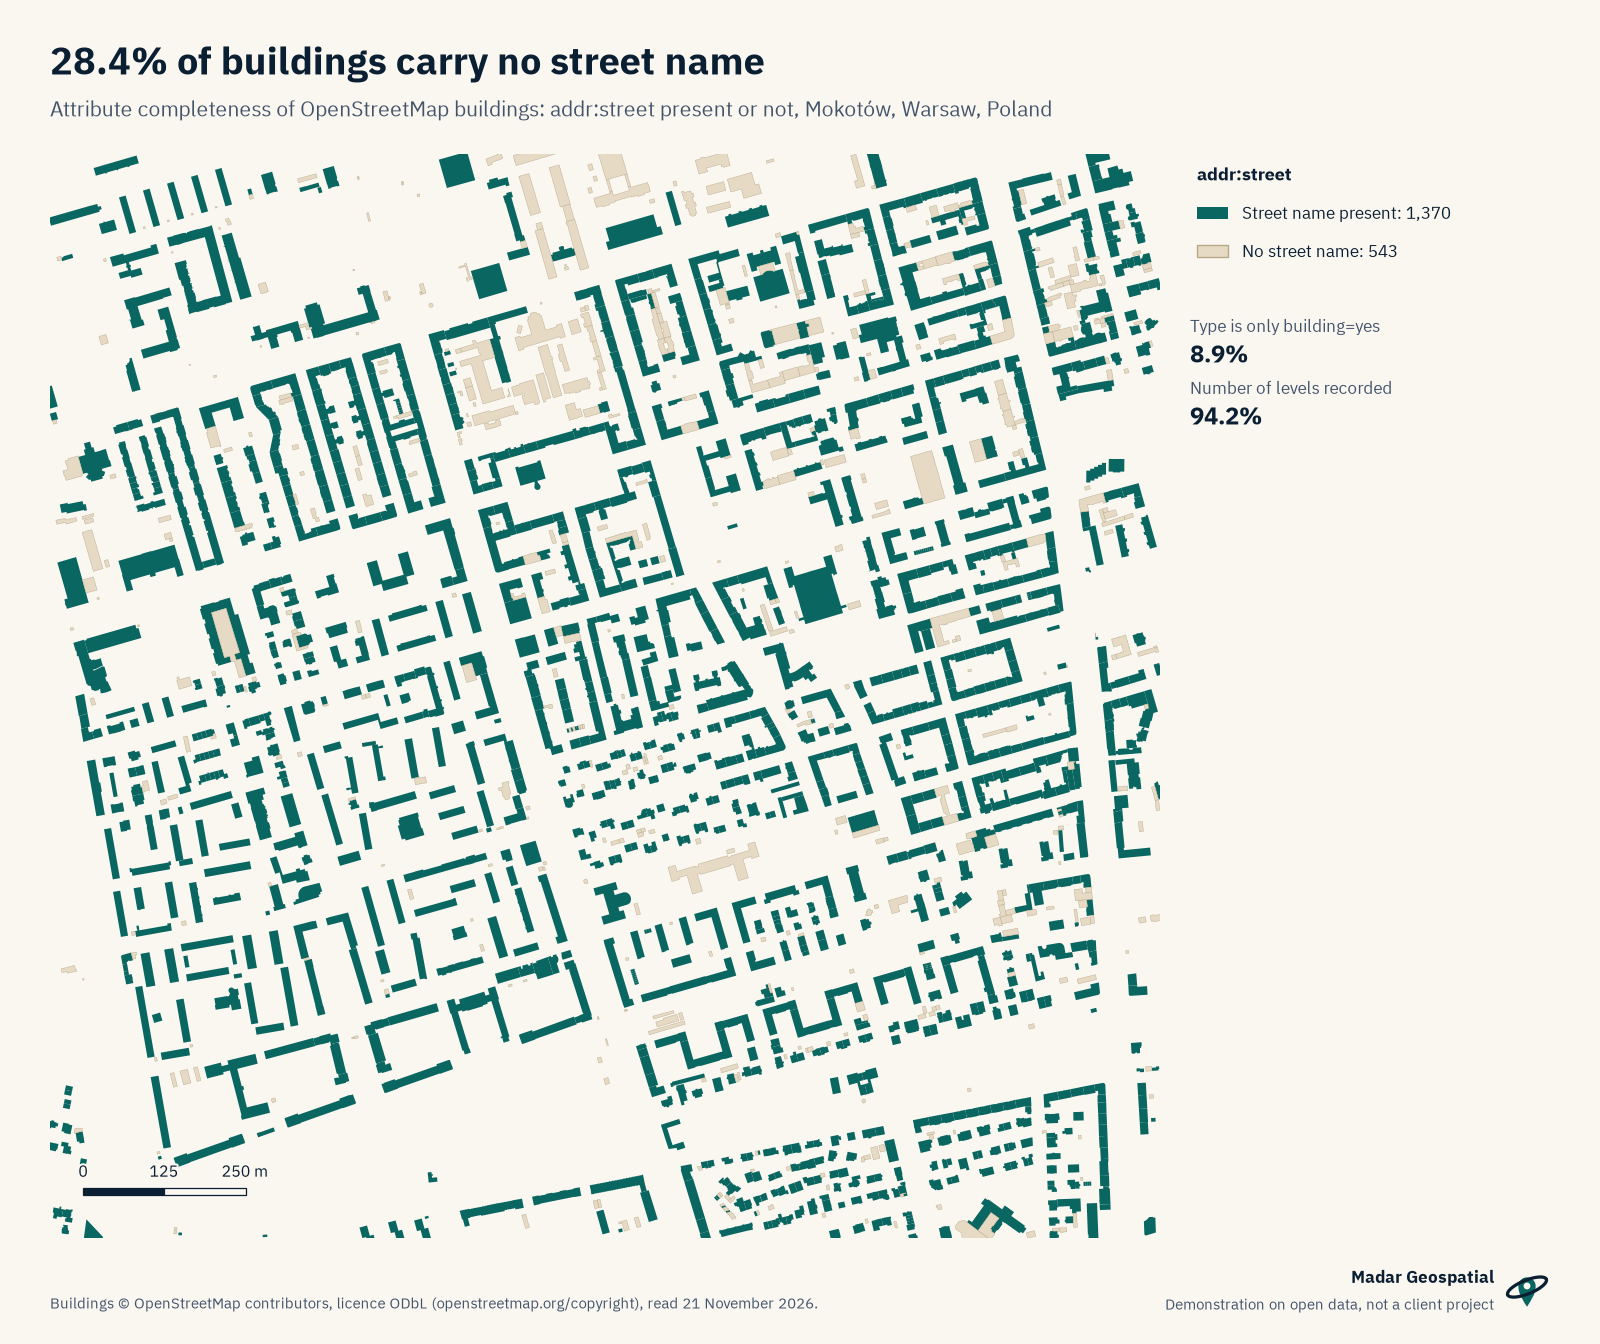 28.4% of buildings carry no street name
Attribute completeness of OpenStreetMap buildings: addr:street present or not, Mokotów, Warsaw, Poland
addr:street
Street name present: 1,370
No street name: 543
Type is only building=yes
8.9%
Number of levels recorded
94.2%
0 125 250 m
Madar Geospatial
Buildings © OpenStreetMap contributors, licence ODbL (openstreetmap.org/copyright), read 21 November 2026.
Demonstration on open data, not a client project